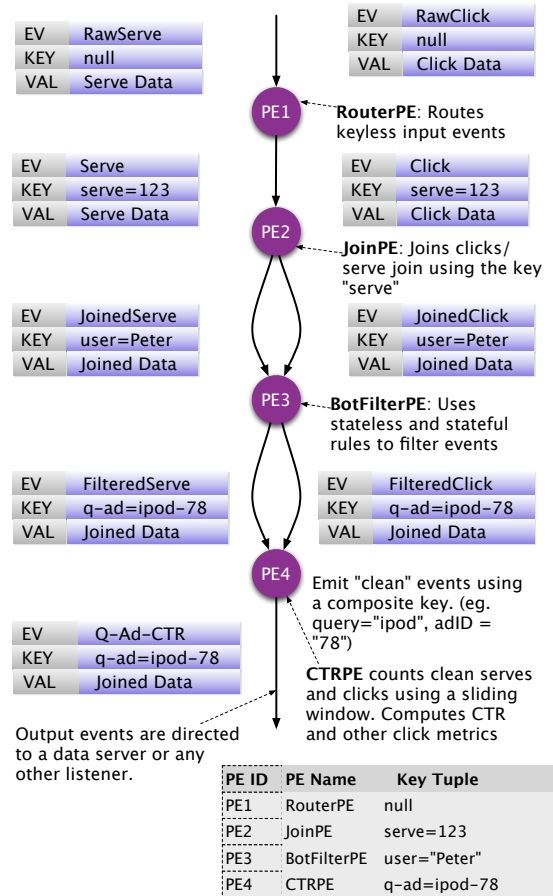 EV RawServe
KEY null
VAL Serve Data
EV RawClick
KEY null
VAL Click Data
PE1
RouterPE: Routes
keyless input events
EV Serve
KEY serve=123
VAL Serve Data
EV Click
KEY serve=123
VAL Click Data
PE2
JoinPE: Joins clicks/
serve join using the key
"serve"
EV JoinedServe
KEY user=Peter
VAL Joined Data
EV JoinedClick
KEY user=Peter
VAL Joined Data
PE3
BotFilterPE: Uses
stateless and stateful
rules to filter events
EV FilteredServe
KEY q-ad=ipod-78
VAL Joined Data
EV FilteredClick
KEY q-ad=ipod-78
VAL Joined Data
PE4
Emit "clean" events using
a composite key. (eg.
query="ipod", adID =
"78")
EV Q-Ad-CTR
KEY q-ad=ipod-78
VAL Joined Data
CTRPE counts clean serves
and clicks using a sliding
window. Computes CTR
and other click metrics
Output events are directed
to a data server or any
other listener.
PE ID PE Name Key Tuple
PE1 RouterPE null
PE2 JoinPE serve=123
PE3 BotFilterPE user="Peter"
PE4 CTRPE q-ad=ipod-78